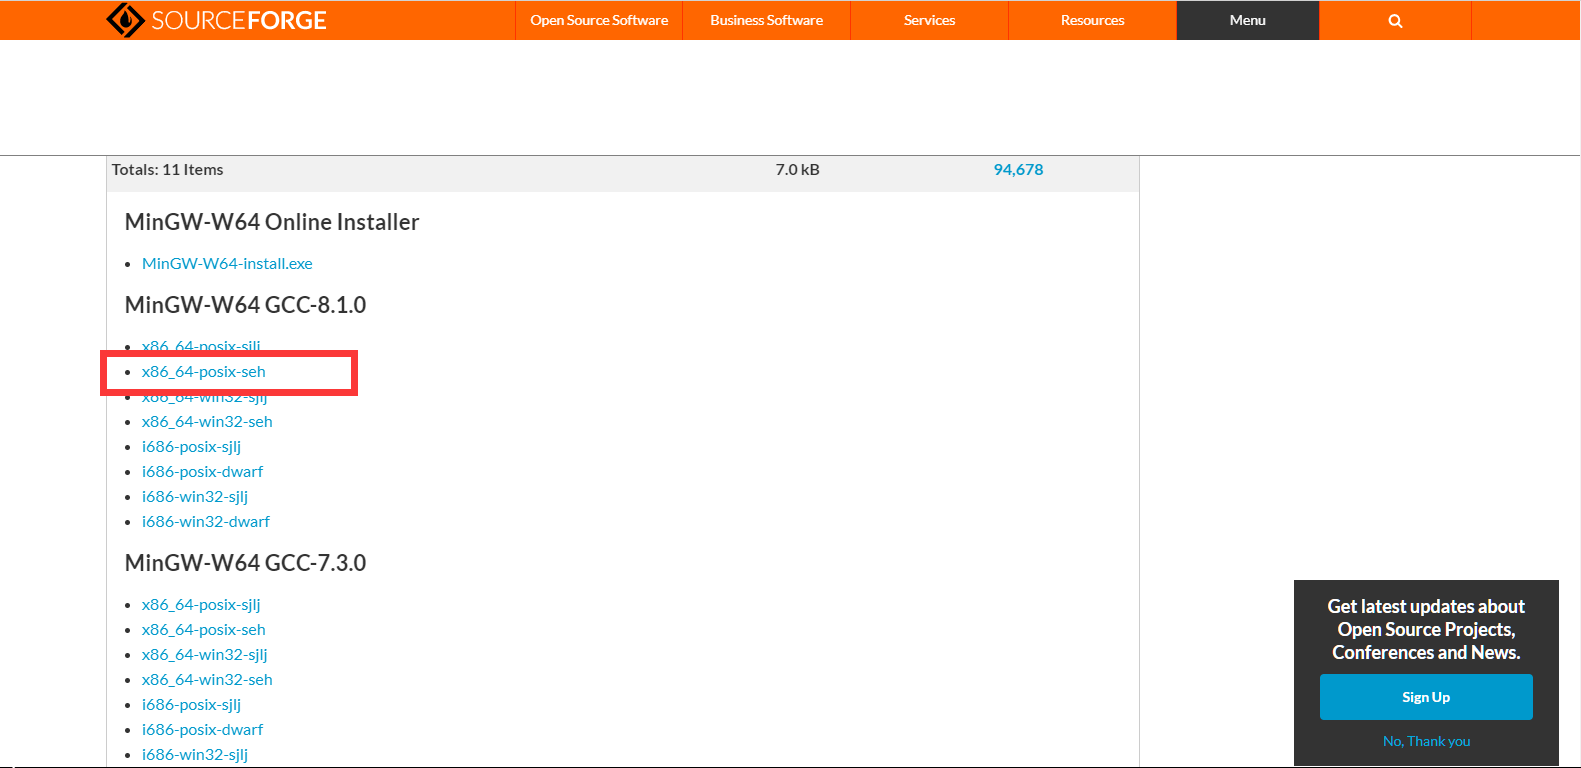 SOURCEFORGE Open Source Software Business Software Services Resources Menu
Totals: 11 Items 7.0 kB 94,678
MinGW-W64 Online Installer
MinGW-W64-install.exe
MinGW-W64 GCC-8.1.0
x86_64-posix-sjlj
x86_64-posix-seh
x86_64-win32-sjlj
x86_64-win32-seh
i686-posix-sjlj
i686-posix-dwarf
i686-win32-sjlj
i686-win32-dwarf
MinGW-W64 GCC-7.3.0
x86_64-posix-sjlj
x86_64-posix-seh
x86_64-win32-sjlj
x86_64-win32-seh
i686-posix-sjlj
i686-posix-dwarf
i686-win32-sjlj
Get latest updates about
Open Source Projects,
Conferences and News.
Sign Up
No, Thank you